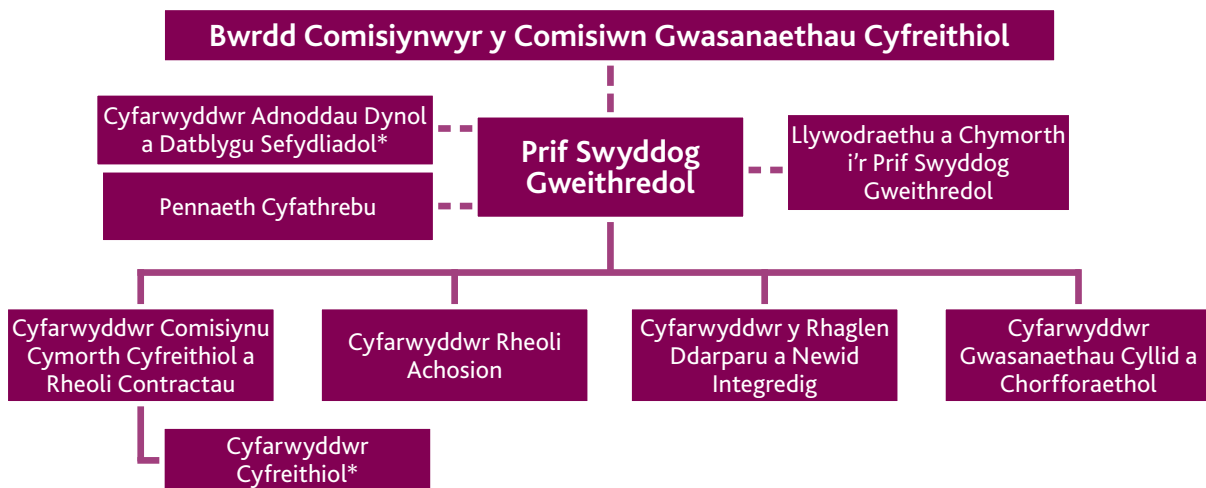 Bwrdd Comisiynwyr y Comisiwn Gwasanaethau Cyfreithiol
Cyfarwyddwr Adnoddau Dynol
a Datblygu Sefydliadol*
Pennaeth Cyfathrebu
Prif Swyddog
Gweithredol
Llywodraethu a Chymorth
i'r Prif Swyddog
Gweithredol
Cyfarwyddwr Comisiynu
Cymorth Cyfreithiol a
Rheoli Contractau
Cyfarwyddwr Rheoli
Achosion
Cyfarwyddwr y Rhaglen
Ddarparu a Newid
Integredig
Cyfarwyddwr
Gwasanaethau Cyllid a
Chorfforaethol
Cyfarwyddwr
Cyfreithiol*